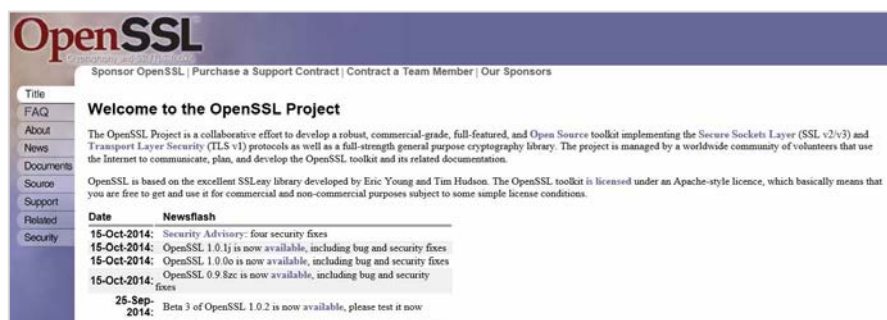 OpenSSL
Cryptography and SSL/TLS Toolkit
Sponsor OpenSSL | Purchase a Support Contract | Contract a Team Member | Our Sponsors
Title
FAQ
About
News
Documents
Source
Support
Related
Security
Welcome to the OpenSSL Project
The OpenSSL Project is a collaborative effort to develop a robust, commercial-grade, full-featured, and Open Source toolkit implementing the Secure Sockets Layer (SSL v2/v3) and
Transport Layer Security (TLS v1) protocols as well as a full-strength general purpose cryptography library. The project is managed by a worldwide community of volunteers that use
the Internet to communicate, plan, and develop the OpenSSL toolkit and its related documentation.
OpenSSL is based on the excellent SSLeay library developed by Eric Young and Tim Hudson. The OpenSSL toolkit is licensed under an Apache-style licence, which basically means that
you are free to get and use it for commercial and non-commercial purposes subject to some simple license conditions.
Date Newsflash
15-Oct-2014: Security Advisory: four security fixes
15-Oct-2014: OpenSSL 1.0.1j is now available, including bug and security fixes
15-Oct-2014: OpenSSL 1.0.0o is now available, including bug and security fixes
15-Oct-2014: OpenSSL 0.9.8zc is now available, including bug and security
fixes
25-Sep-
2014: Beta 3 of OpenSSL 1.0.2 is now available, please test it now